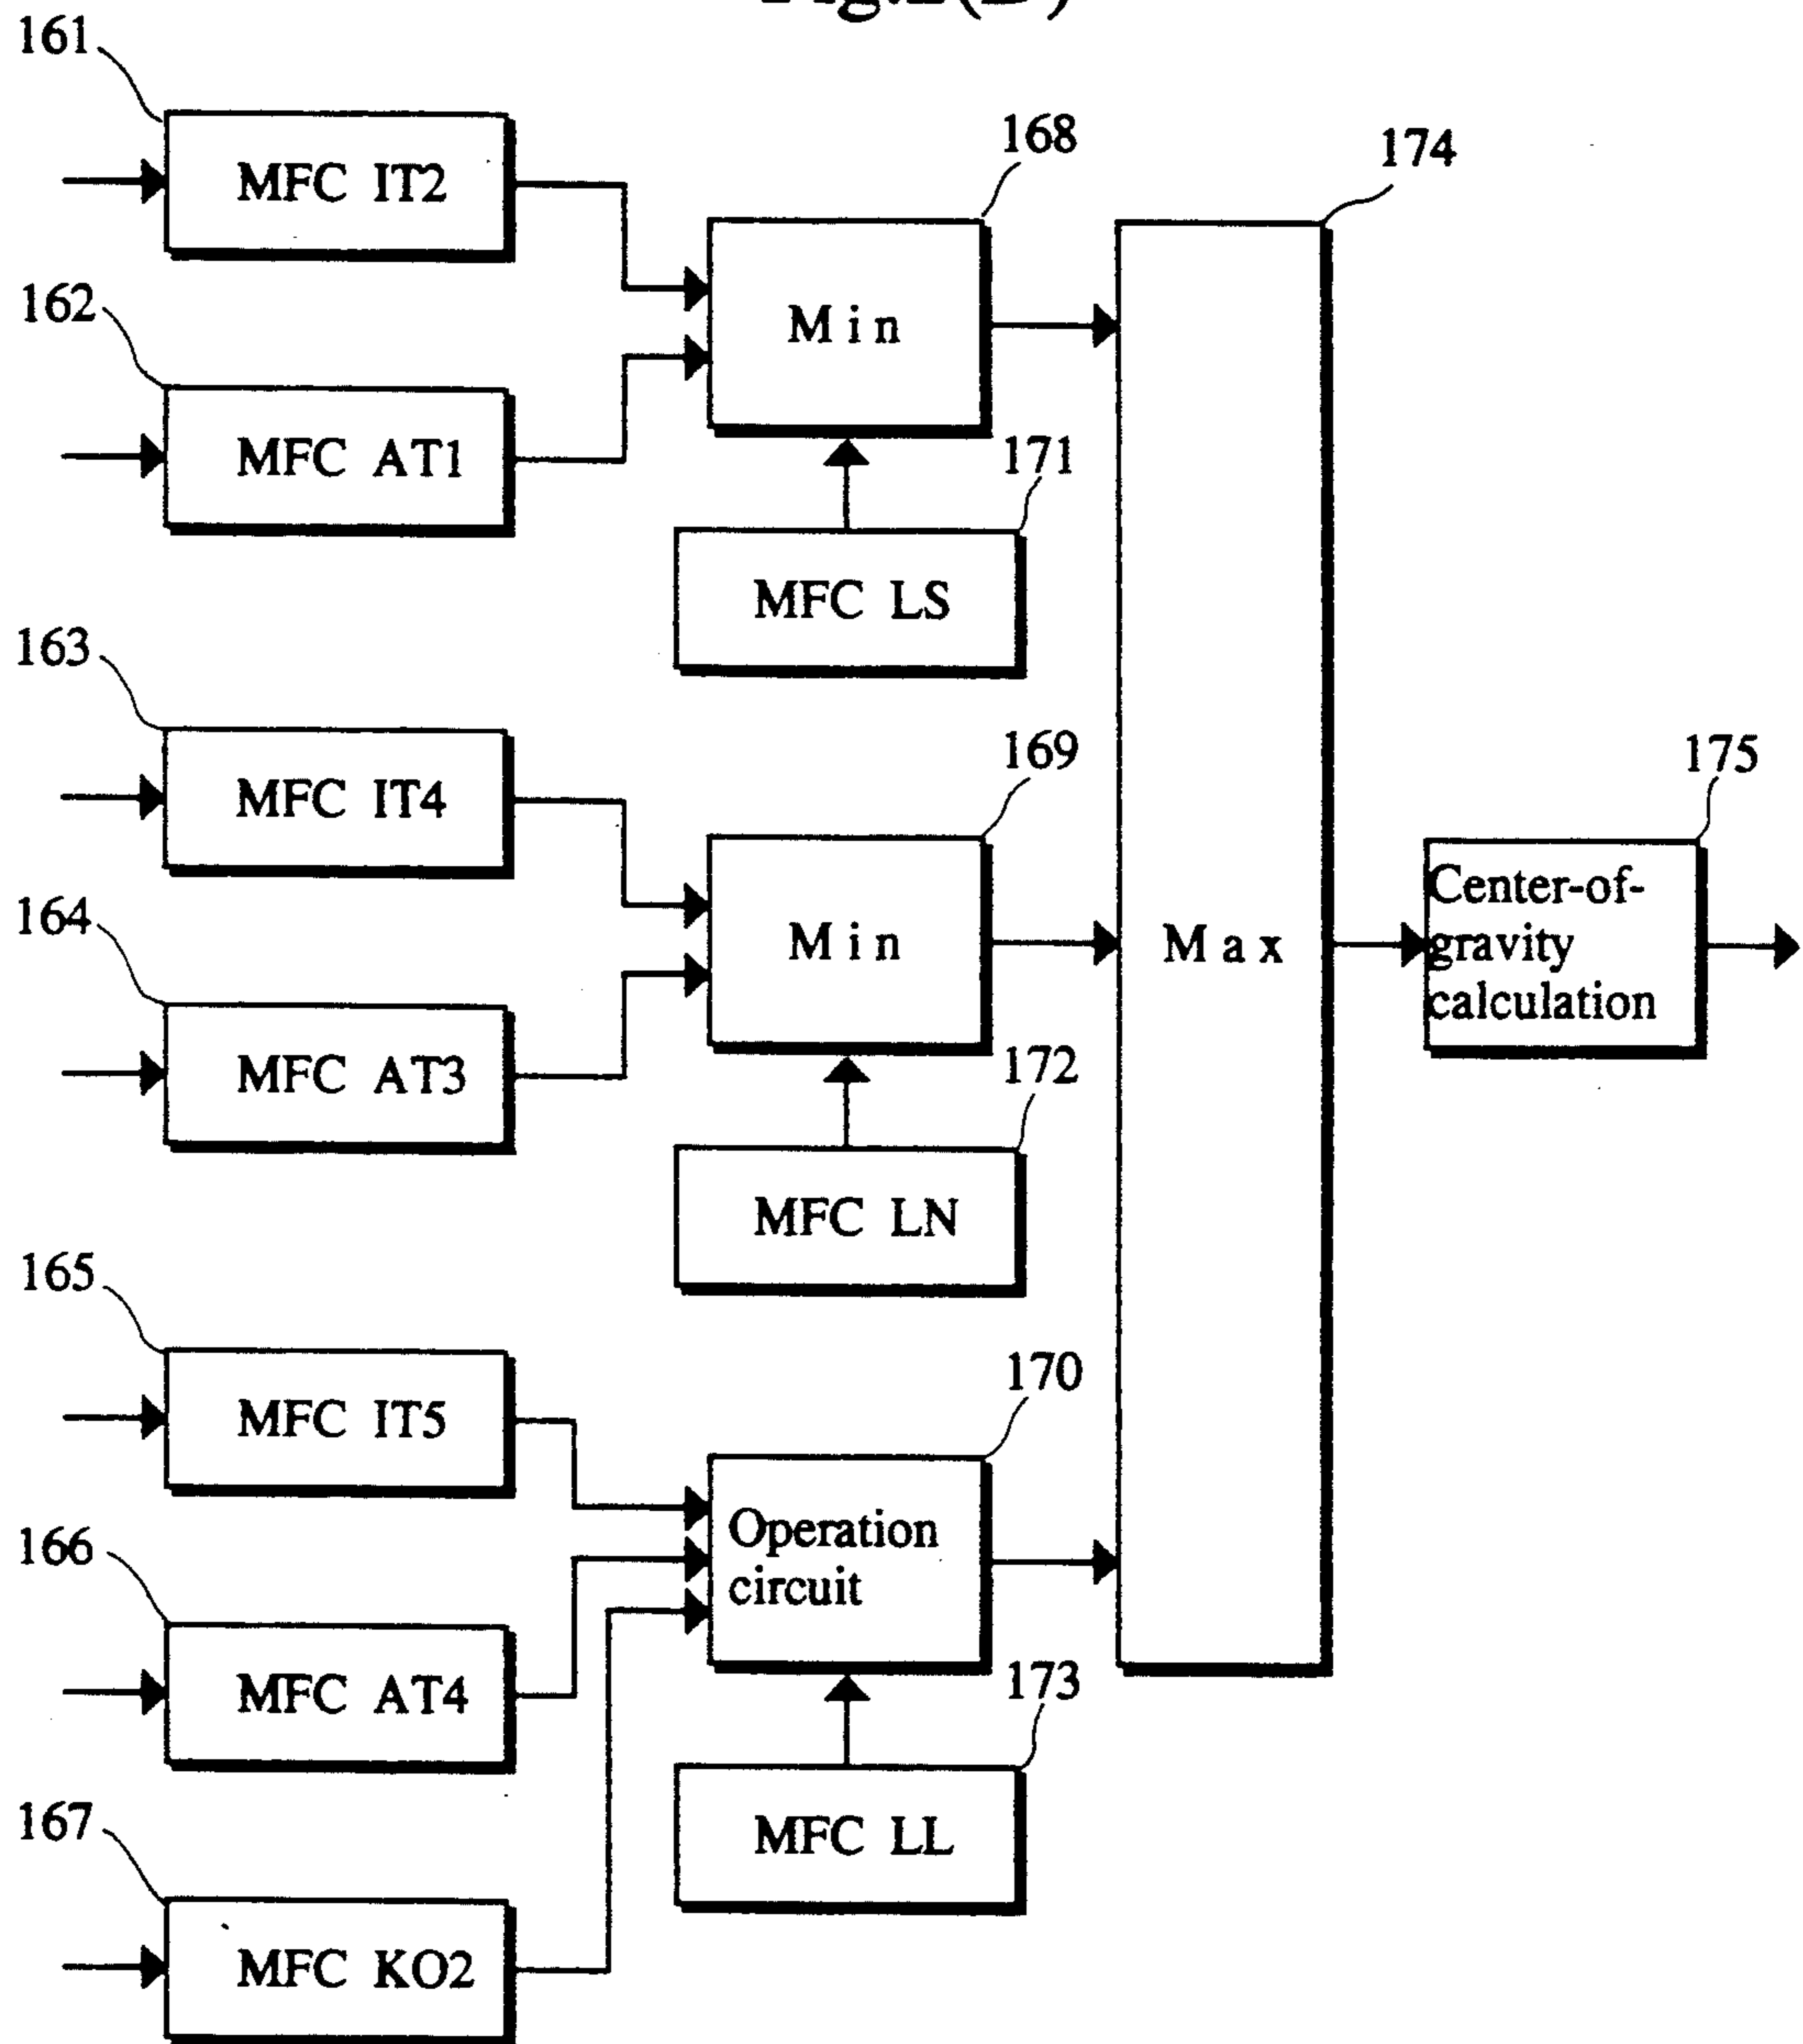 161
MFC IT2
168
174
Min
162
MFC AT1
171
MFC LS
163
MFC IT4
169
175
Min
Max
Center-of-
gravity
calculation
164
MFC AT3
172
MFC LN
165
MFC IT5
170
Operation
circuit
166
MFC AT4
173
MFC LL
167
MFC KO2